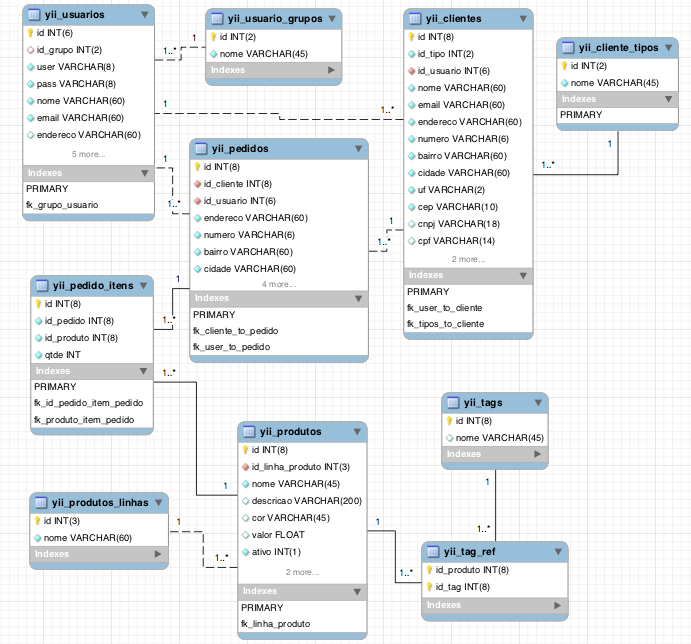 yii_usuarios
id INT(6)
id_grupo INT(2)
user VARCHAR(8)
pass VARCHAR(8)
nome VARCHAR(60)
email VARCHAR(60)
endereco VARCHAR(60)
5 more...
Indexes
PRIMARY
fk_grupo_usuario
1..*
1
yii_usuario_grupos
id INT(2)
nome VARCHAR(45)
Indexes
1
1..*
yii_clientes
id INT(8)
id_tipo INT(2)
id_usuario INT(6)
nome VARCHAR(60)
email VARCHAR(60)
endereco VARCHAR(60)
numero VARCHAR(6)
bairro VARCHAR(60)
cidade VARCHAR(60)
uf VARCHAR(2)
cep VARCHAR(10)
cnpj VARCHAR(18)
cpf VARCHAR(14)
2 more...
Indexes
PRIMARY
fk_user_to_cliente
fk_tipos_to_cliente
yii_cliente_tipos
id INT(2)
nome VARCHAR(45)
Indexes
PRIMARY
1
1..*
1
1..*
yii_pedidos
id INT(8)
id_cliente INT(8)
id_usuario INT(6)
endereco VARCHAR(60)
numero VARCHAR(6)
bairro VARCHAR(60)
cidade VARCHAR(60)
4 more...
Indexes
PRIMARY
fk_cliente_to_pedido
fk_user_to_pedido
1
1..*
yii_pedido_itens
id INT(8)
id_pedido INT(8)
id_produto INT(8)
qtde INT
Indexes
PRIMARY
fk_id_pedido_item_pedido
fk_produto_item_pedido
1
1..*
1..*
1
yii_produtos
id INT(8)
id_linha_produto INT(3)
nome VARCHAR(45)
descricao VARCHAR(200)
cor VARCHAR(45)
valor FLOAT
ativo INT(1)
2 more...
Indexes
PRIMARY
fk_linha_produto
yii_produtos_linhas
id INT(3)
nome VARCHAR(60)
Indexes
1
1..*
yii_tags
id INT(8)
nome VARCHAR(45)
Indexes
1
1..*
1
1..*
yii_tag_ref
id_produto INT(8)
id_tag INT(8)
Indexes